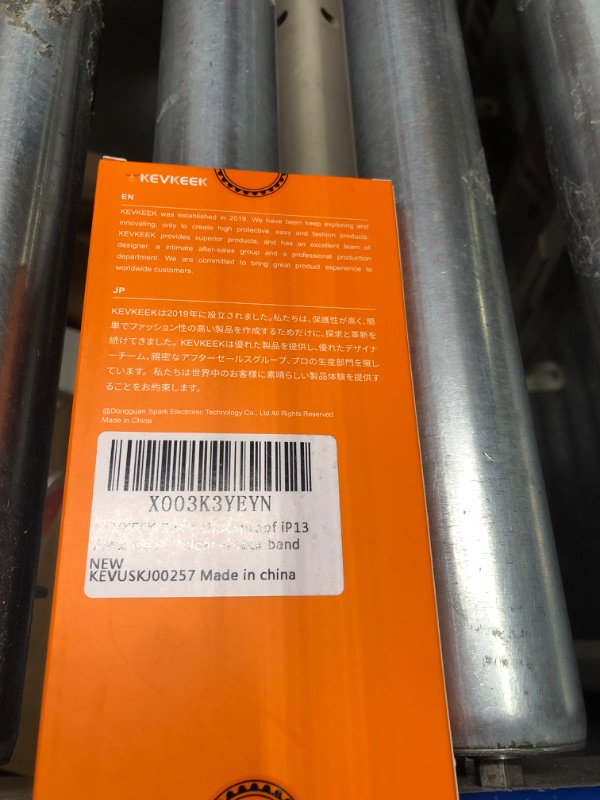 KEVKEEK
EN
KEVKEEK was established in 2019. We have been keep exploring and
innovating, only to create high protective, easy and fashion products.
KEVKEEK provides superior products, and has an excellent team of
designer, a intimate after-sales group and a professional production
department. We are committed to bring great product experience to
worldwide customers.
JP
KEVKEEKは2019年に設立されました。私たちは、保護性が高く、簡
単でファッション性の高い製品を作成するためだけに、探求と革新を
続けてきました。KEVKEEKは優れた製品を提供し、優れたデザイナ
ーチーム、親密なアフターセールスグループ、プロの生産部門を擁し
ています。私たちは世界中のお客様に素晴らしい製品体験を提供す
ることをお約束します。
@Dongguan Spark Electronic Technology Co., Ltd All Rights Reserved.
Made in China
X003K3YEYN
iP13
band
NEW
KEVUSKJ00257 Made in china